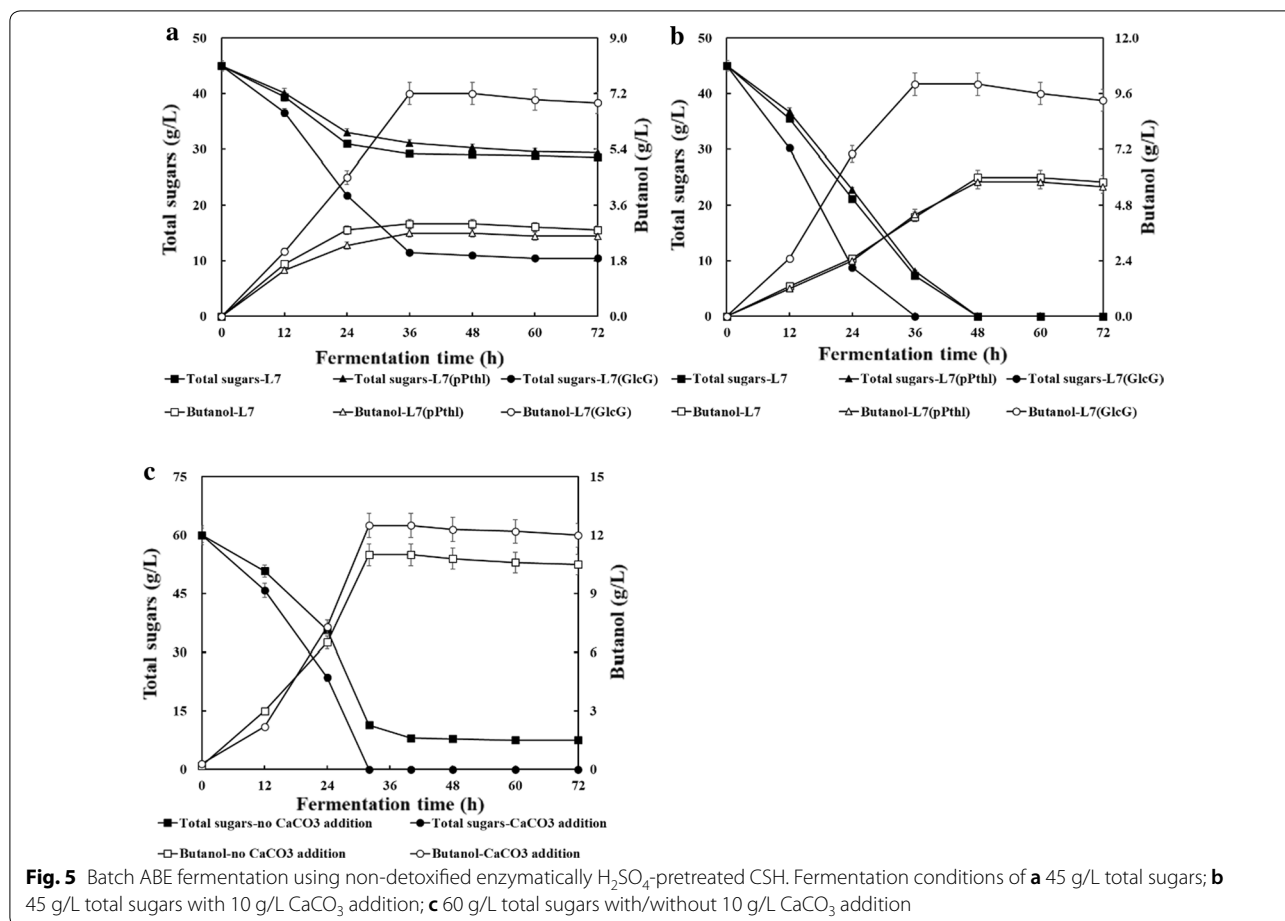 a
50
40
30
20
10
0
Total sugars (g/L)
9.0
7.2
5.4
3.6
1.8
0.0
Butanol (g/L)
0 12 24 36 48 60 72
Fermentation time (h)
Total sugars-L7 Total sugars-L7(pPthl) Total sugars-L7(GlcG)
Butanol-L7 Butanol-L7(pPthl) Butanol-L7(GlcG)
b
50
40
30
20
10
0
Total sugars (g/L)
12.0
9.6
7.2
4.8
2.4
0.0
Butanol (g/L)
0 12 24 36 48 60 72
Fermentation time (h)
Total sugars-L7 Total sugars-L7(pPthl) Total sugars-L7(GlcG)
Butanol-L7 Butanol-L7(pPthl) Butanol-L7(GlcG)
c
75
60
45
30
15
0
Total sugars (g/L)
15
12
9
6
3
0
Butanol (g/L)
0 12 24 36 48 60 72
Fermentation time (h)
Total sugars-no CaCO3 addition Total sugars-CaCO3 addition
Butanol-no CaCO3 addition Butanol-CaCO3 addition
Fig. 5 Batch ABE fermentation using non-detoxified enzymatically H₂SO₄-pretreated CSH. Fermentation conditions of a 45 g/L total sugars; b
45 g/L total sugars with 10 g/L CaCO₃ addition; c 60 g/L total sugars with/without 10 g/L CaCO₃ addition